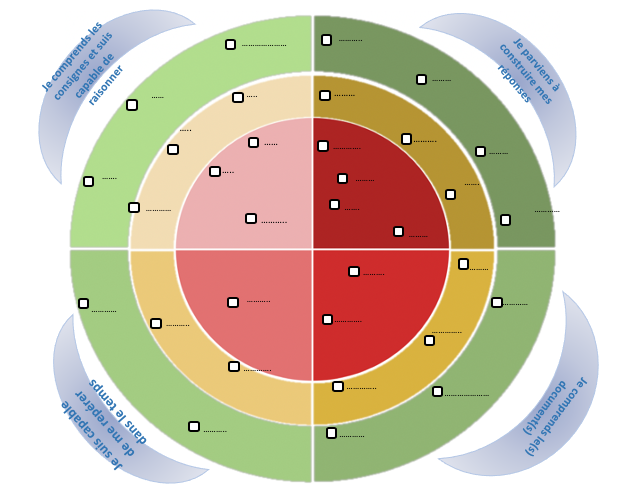 Je comprends les
consignes et suis
capable de
raisonner
Je parviens à
construire mes
réponses
Je suis capable
de me repérer
dans le temps
Je comprends le(s)
document(s)